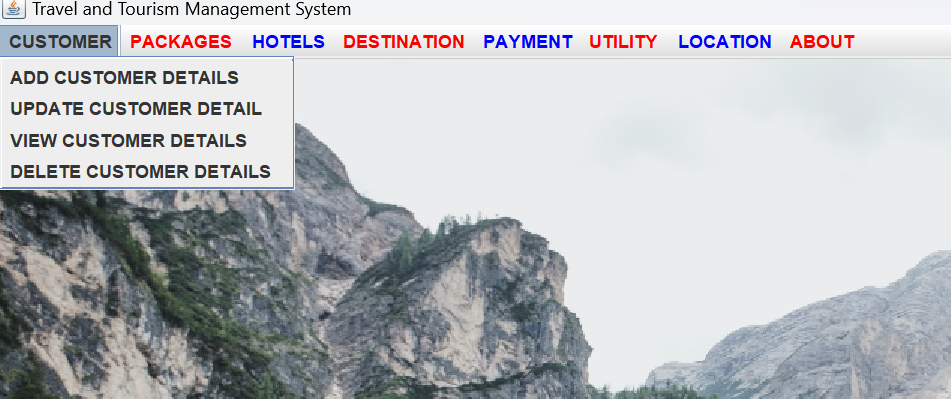 Travel and Tourism Management System
CUSTOMER PACKAGES HOTELS DESTINATION PAYMENT UTILITY LOCATION ABOUT
ADD CUSTOMER DETAILS
UPDATE CUSTOMER DETAIL
VIEW CUSTOMER DETAILS
DELETE CUSTOMER DETAILS